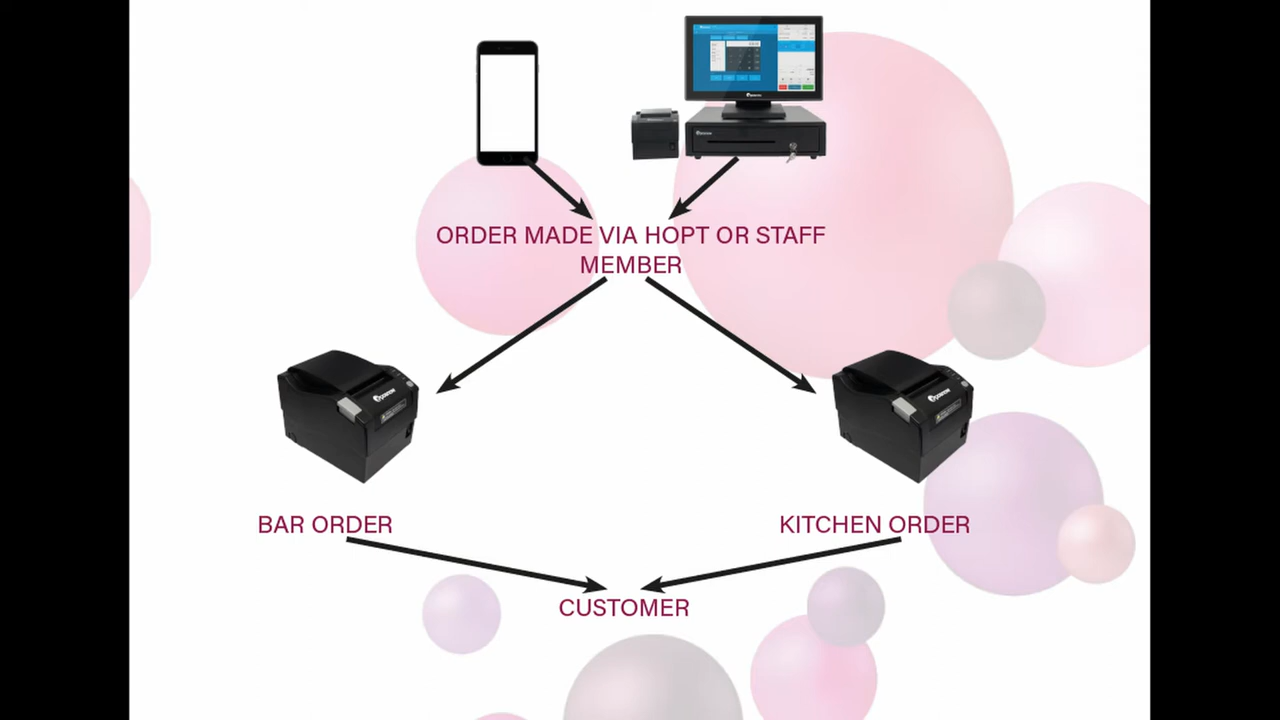 ORDER MADE VIA HOPT OR STAFF
MEMBER
BAR ORDER
KITCHEN ORDER
CUSTOMER